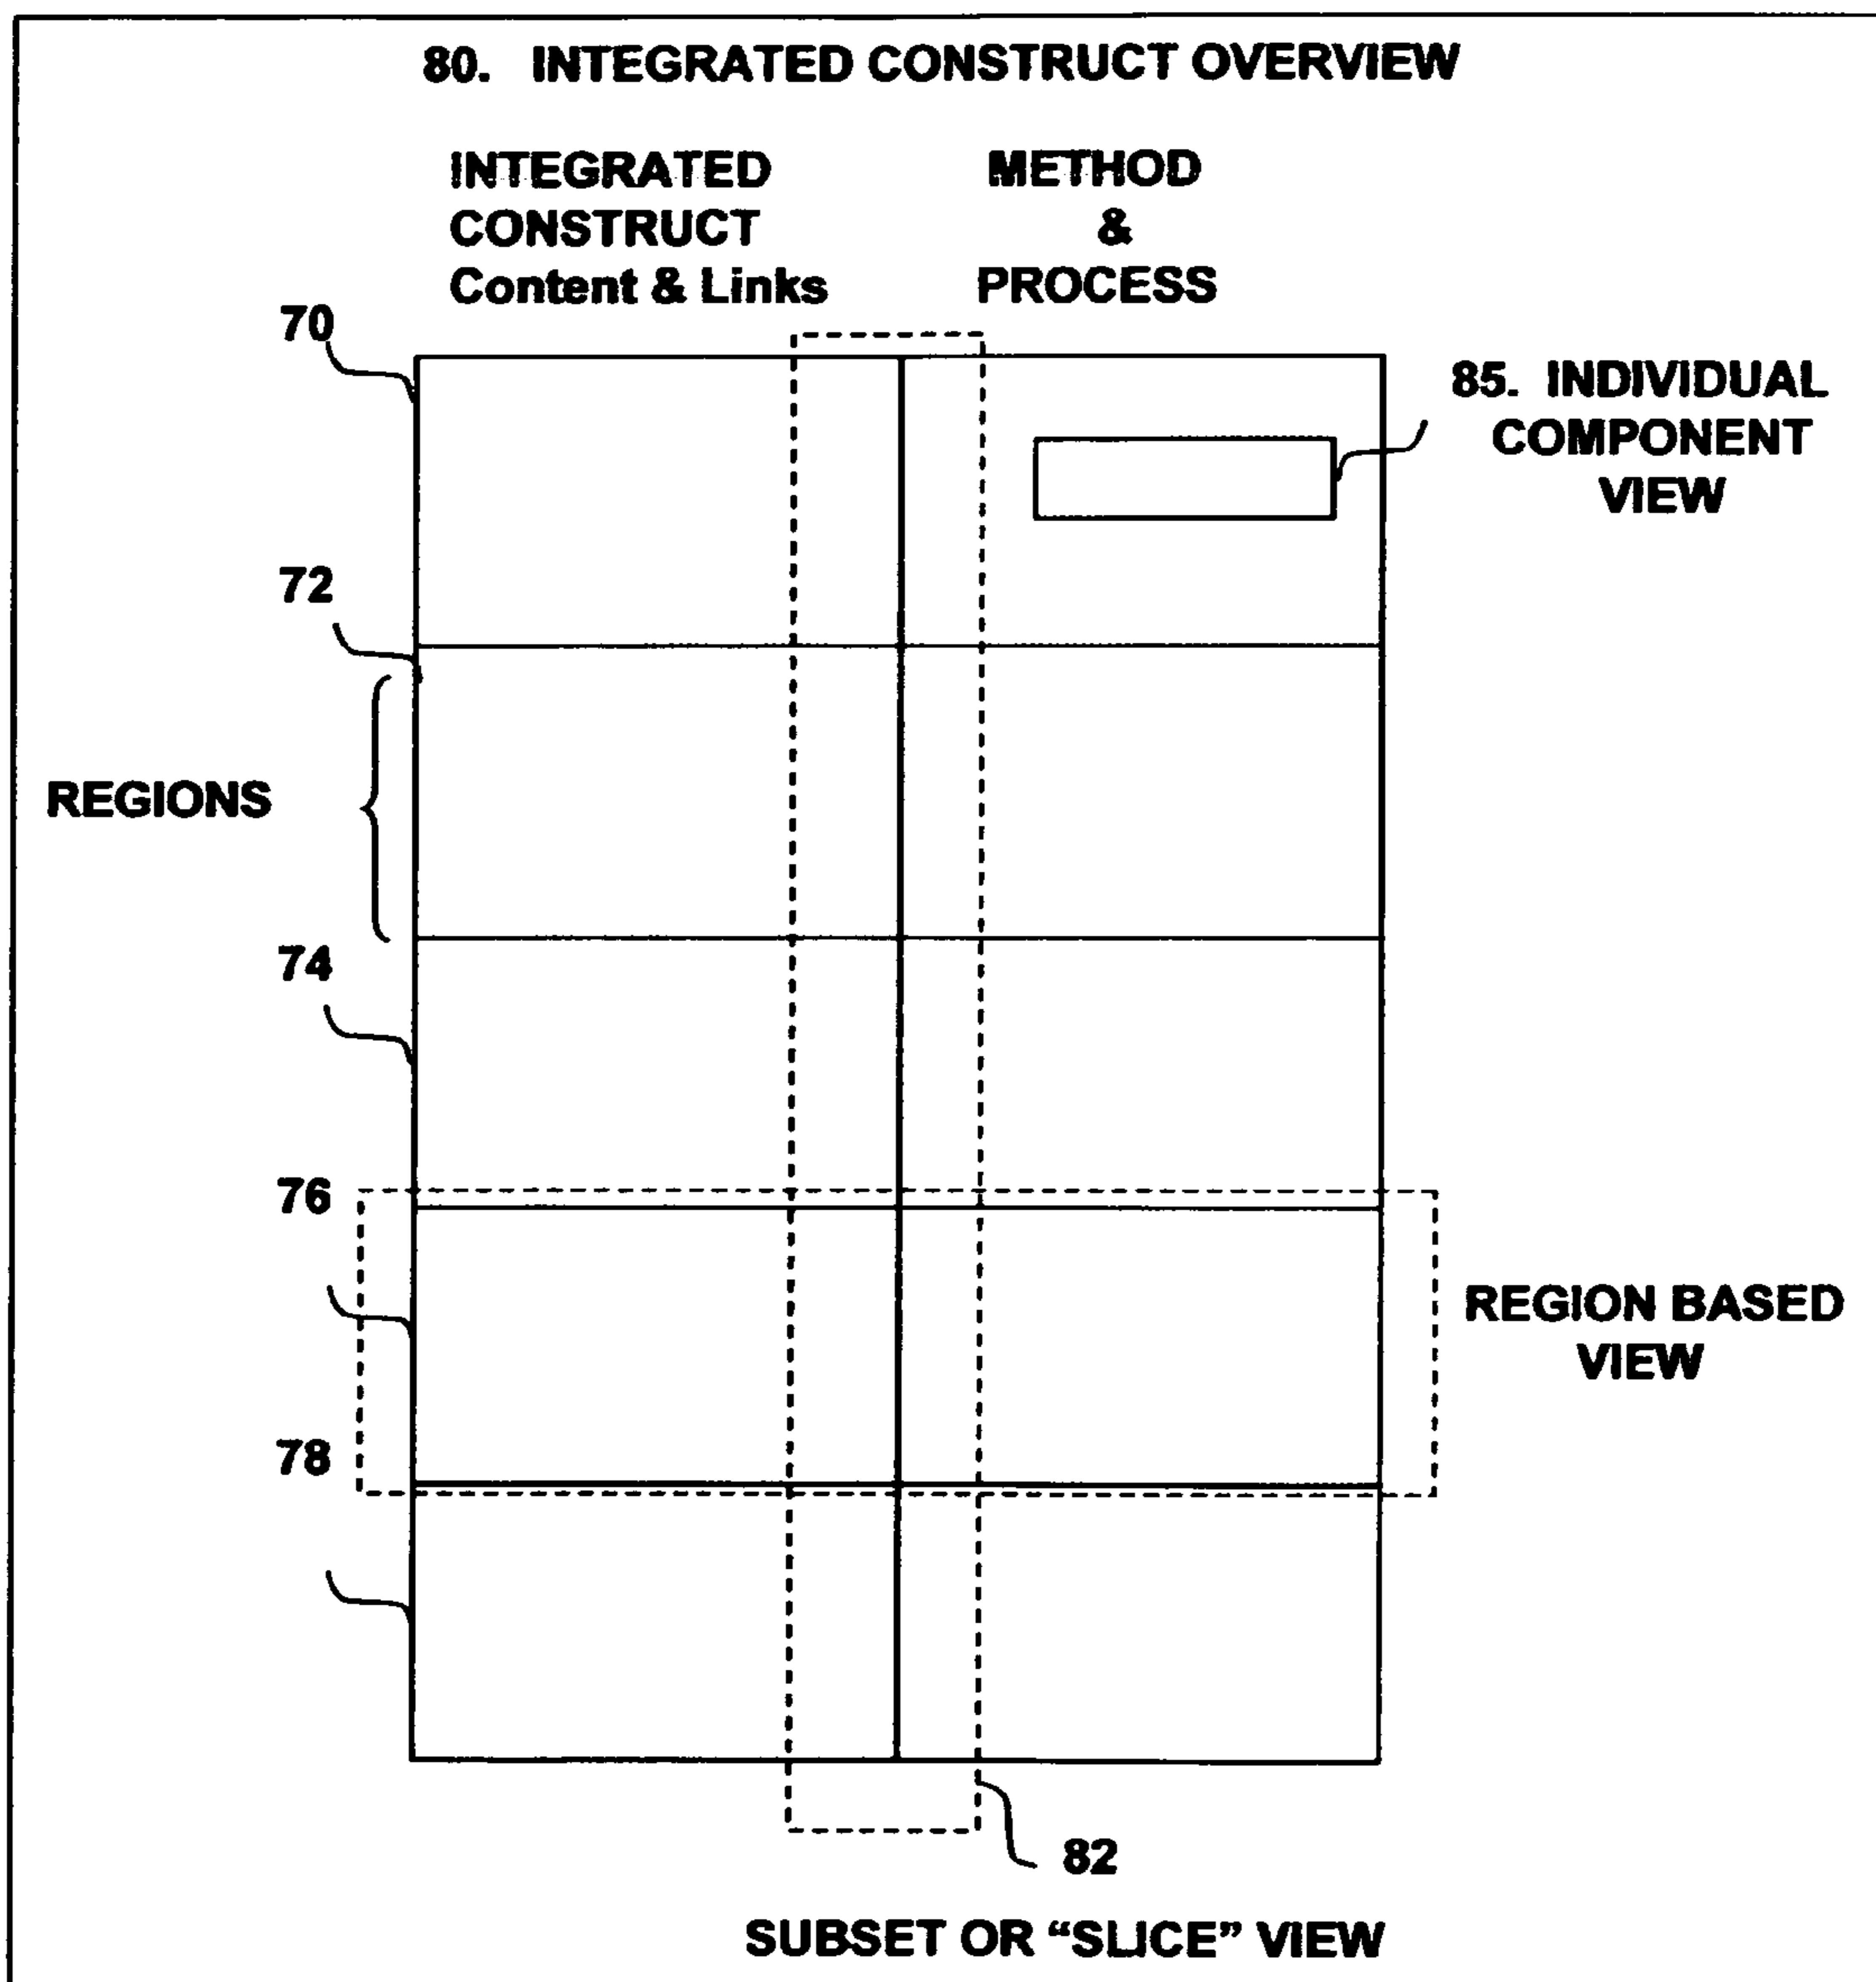 80. INTEGRATED CONSTRUCT OVERVIEW
INTEGRATED
CONSTRUCT
Content & Links
METHOD
&
PROCESS
70
85. INDIVIDUAL
COMPONENT
VIEW
72
REGIONS
74
76
REGION BASED
VIEW
78
82
SUBSET OR “SLICE” VIEW